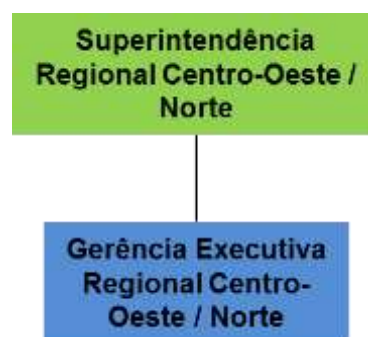 Superintendência
Regional Centro-Oeste /
Norte
Gerência Executiva
Regional Centro-
Oeste / Norte